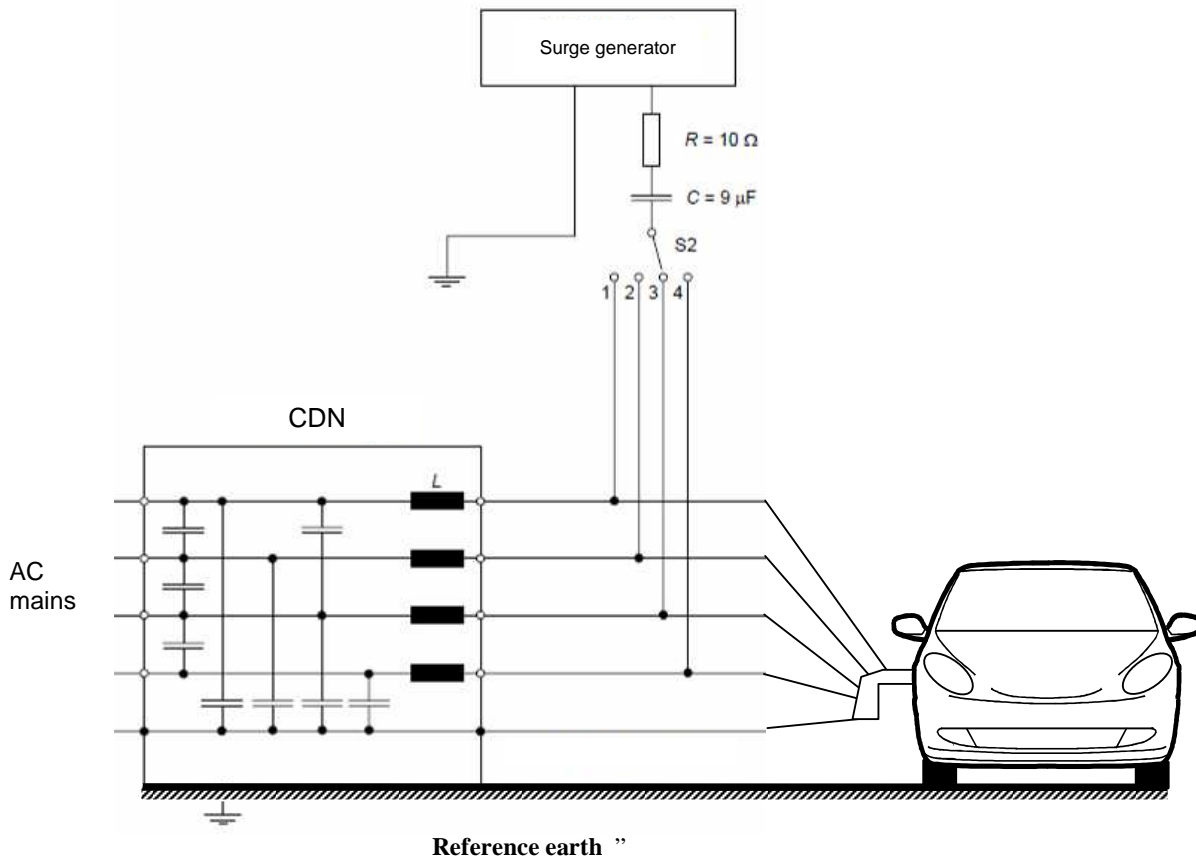 Surge generator
R = 10 Ω
C = 9 µF
S2
1 2 3 4
CDN
L
AC
mains
Reference earth ”